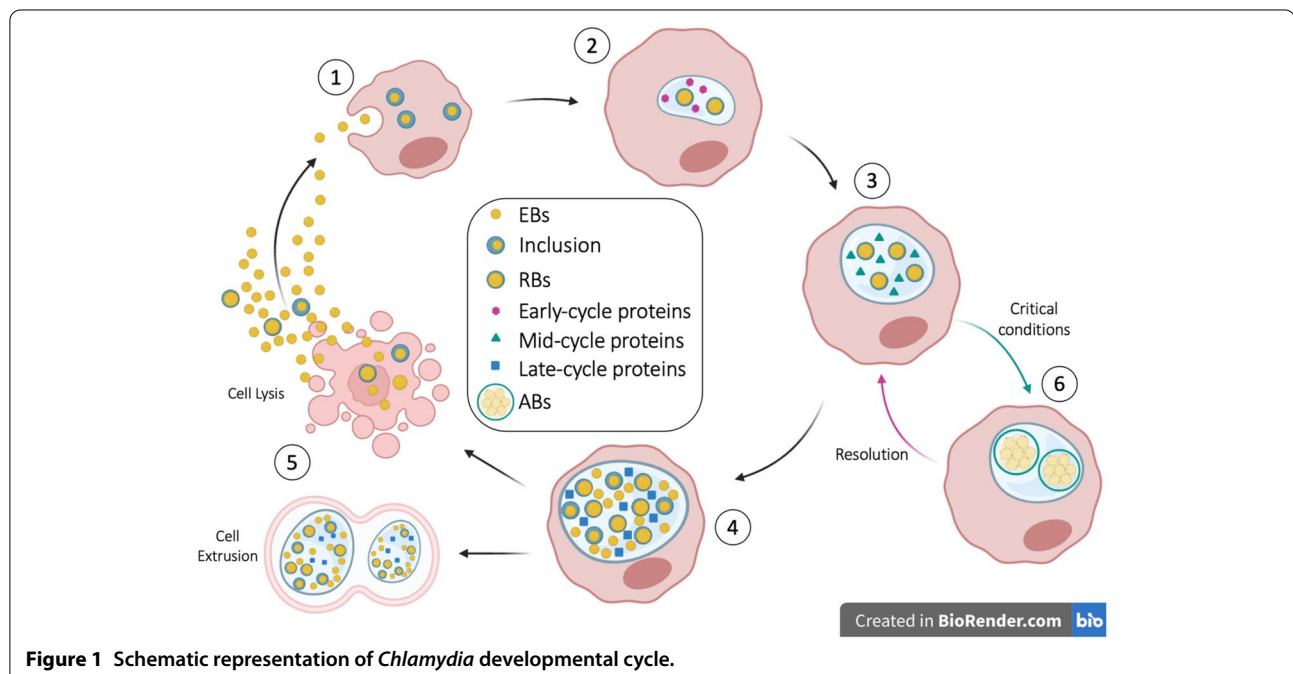 1
2
3
EBs
Inclusion
RBs
Early-cycle proteins
Mid-cycle proteins
Late-cycle proteins
ABs
Critical
conditions
6
Cell Lysis
Resolution
5
4
Cell
Extrusion
Created in BioRender.com bio
Figure 1 Schematic representation of Chlamydia developmental cycle.